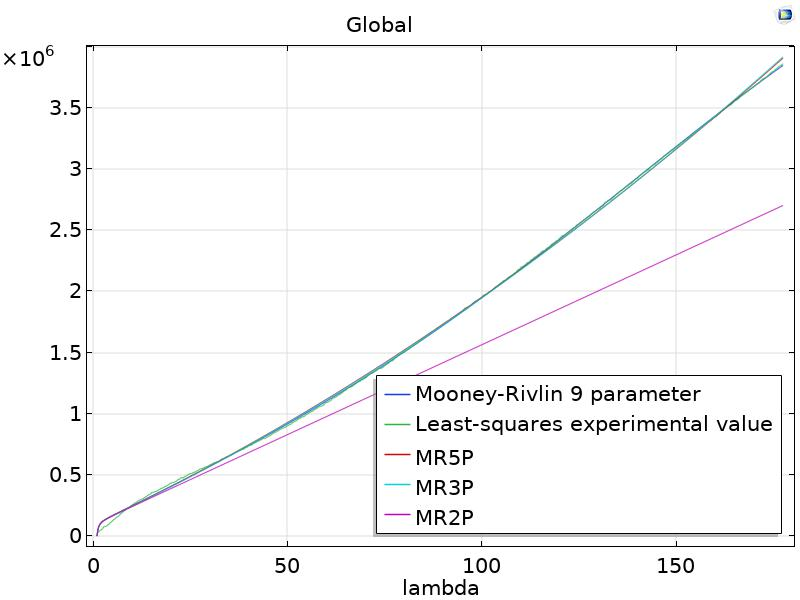 Global
×10⁶
3.5
3
2.5
2
1.5
1
0.5
0
Mooney-Rivlin 9 parameter
Least-squares experimental value
MR5P
MR3P
MR2P
0 50 100 150
lambda